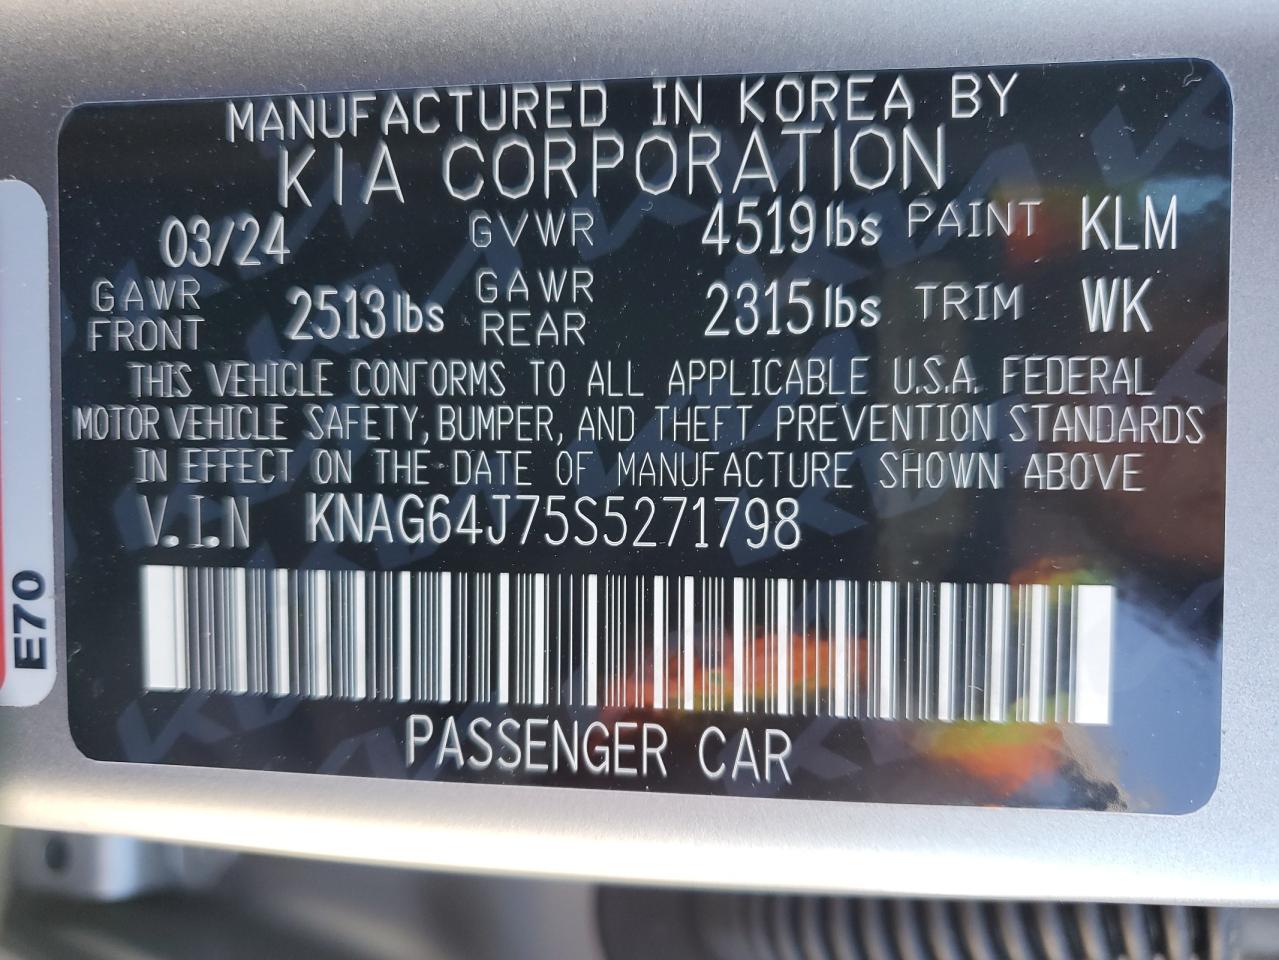 MANUFACTURED IN KOREA BY
KIA CORPORATION
03/24 GVWR 4519lbs PAINT KLM
GAWR FRONT 2513lbs GAWR REAR 2315lbs TRIM WK
THIS VEHICLE CONFORMS TO ALL APPLICABLE U.S.A. FEDERAL
MOTOR VEHICLE SAFETY, BUMPER, AND THEFT PREVENTION STANDARDS
IN EFFECT ON THE DATE OF MANUFACTURE SHOWN ABOVE
V.I.N KNAG64J75S5271798
PASSENGER CAR
E70